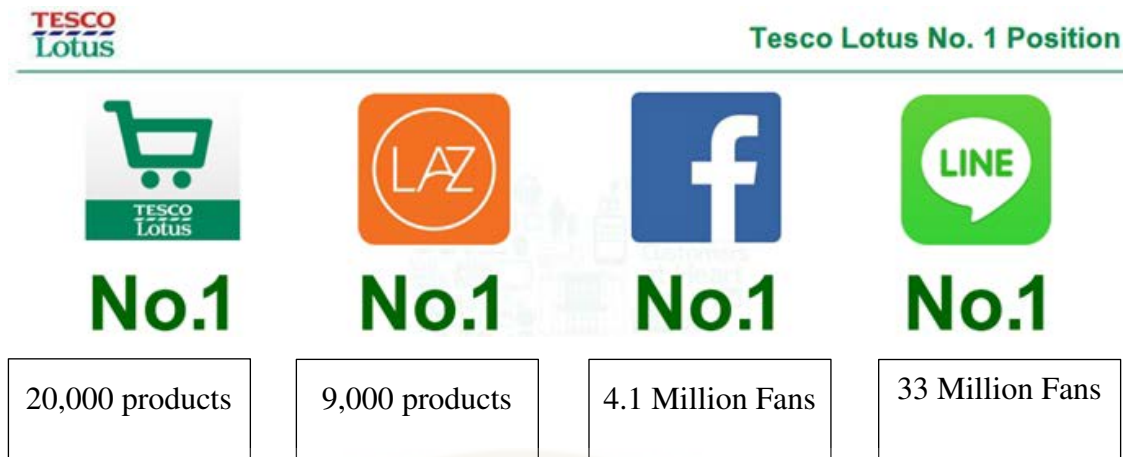 TESCO
Lotus
Tesco Lotus No. 1 Position
TESCO
Lotus
LAZ
f
LINE
No.1
No.1
No.1
No.1
20,000 products
9,000 products
4.1 Million Fans
33 Million Fans
Customers